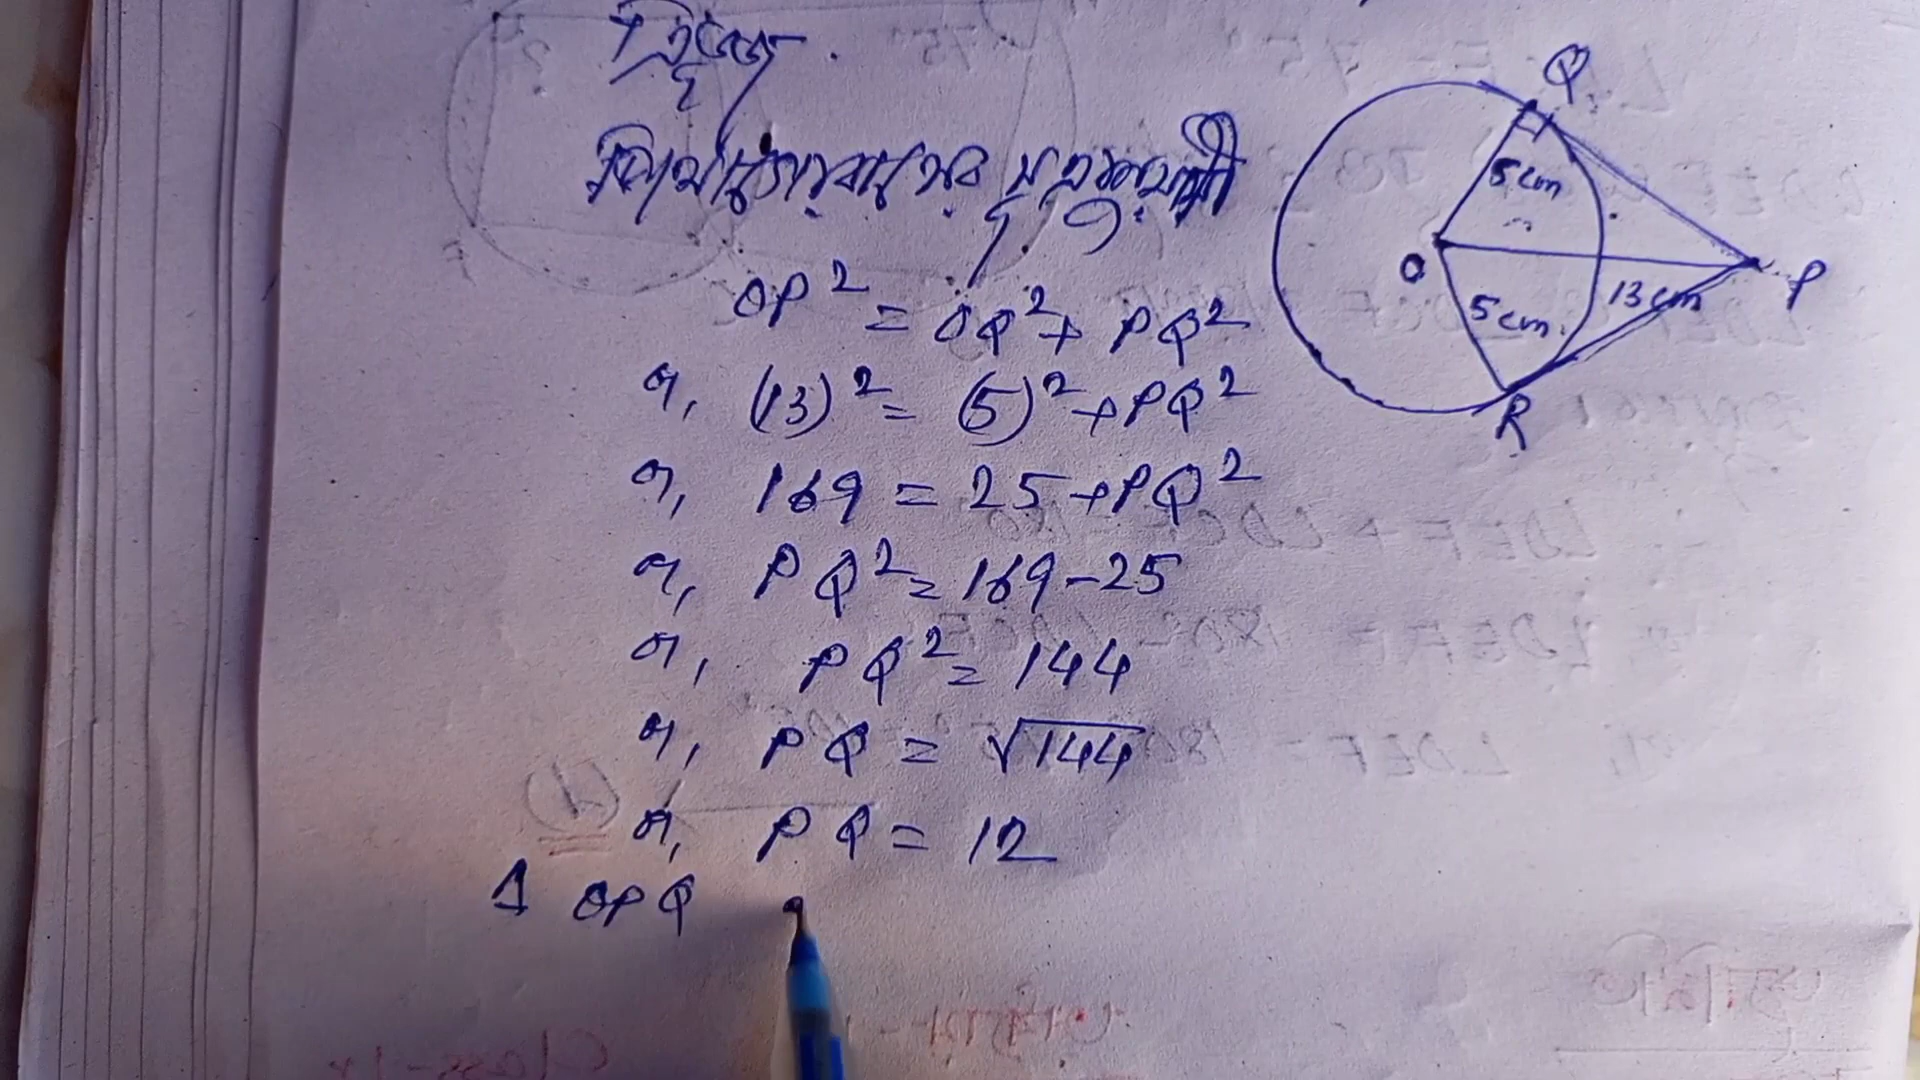 ত্রিভুজ .
পিথাগোরাসের সূত্র অনুযায়ী
OP² = OQ² + PQ²
বা, (13)² = (5)² + PQ²
বা, 169 = 25 + PQ²
বা, PQ² = 169 - 25
বা, PQ² = 144
বা, PQ = √144
বা, PQ = 12
Δ OPQ
Q
5 cm
O
P
13 cm
5 cm.
R